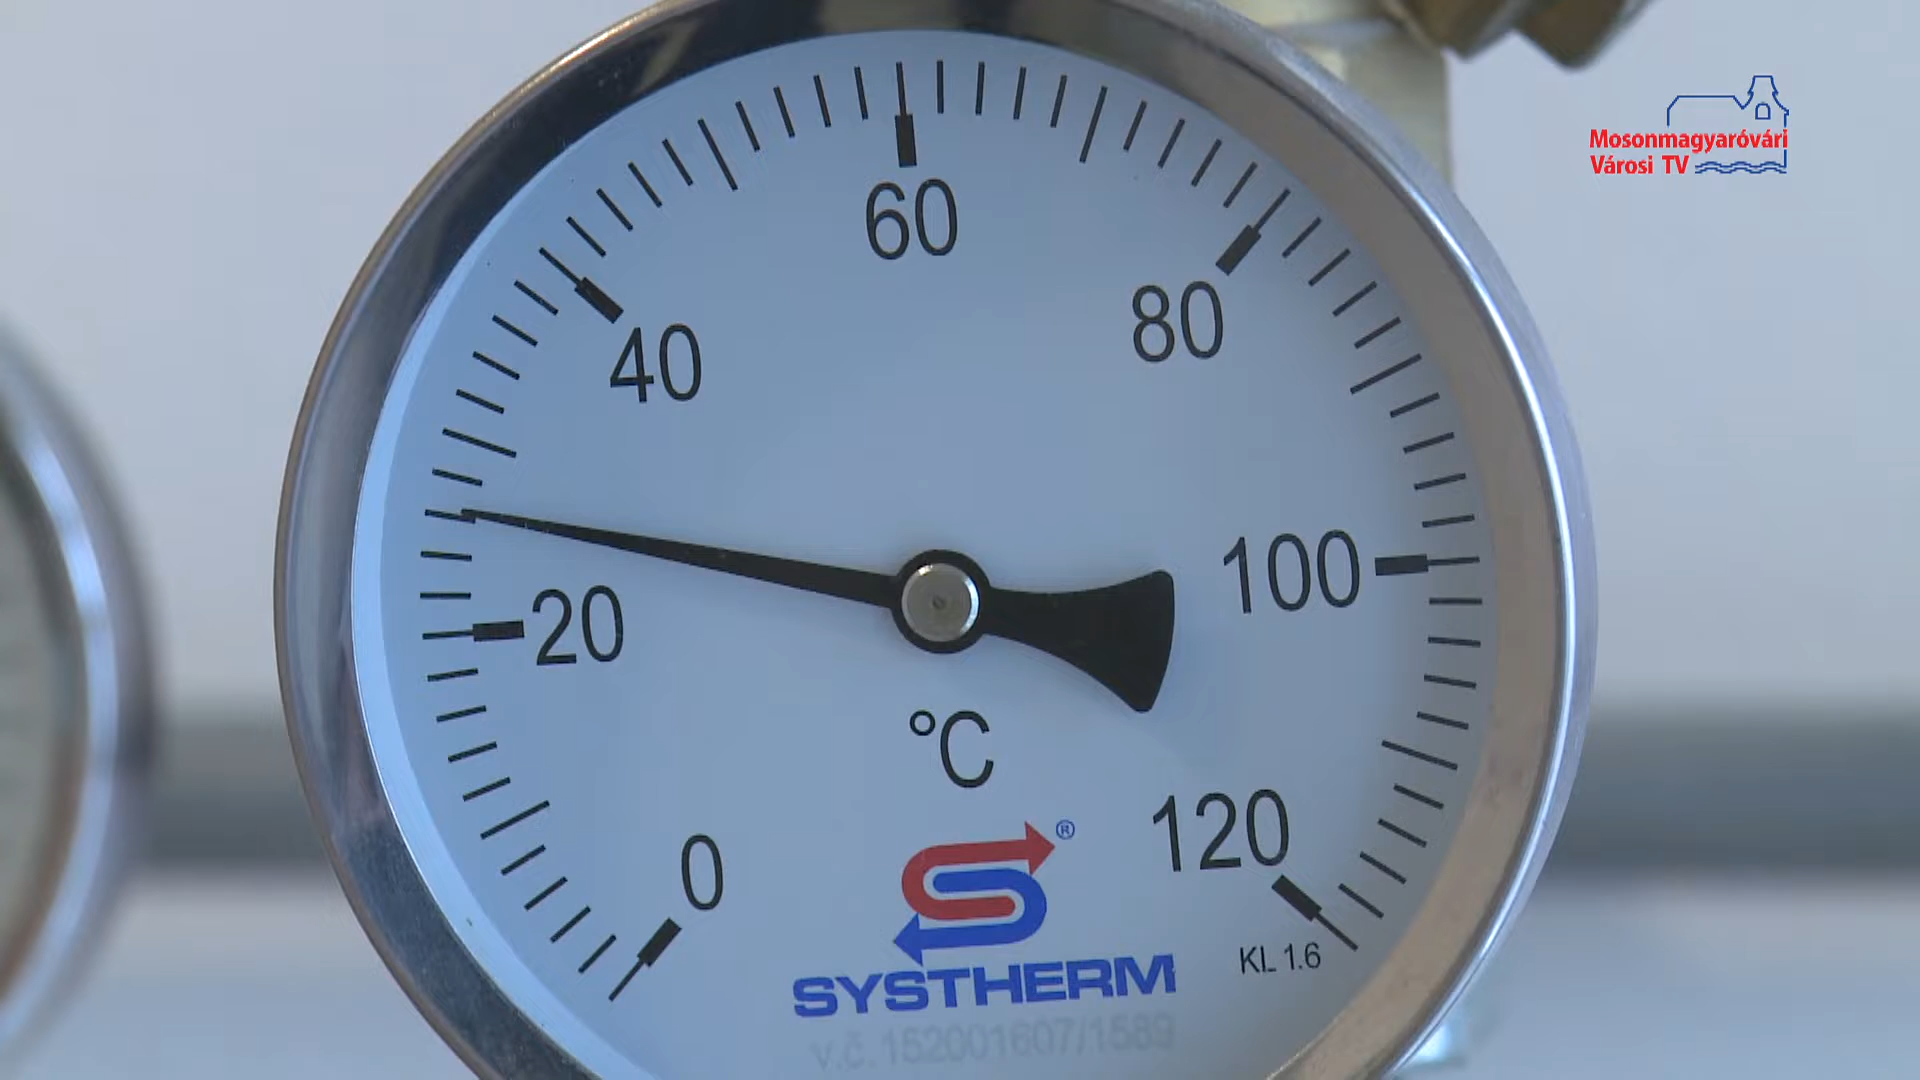 Mosonmagyaróvári
Városi TV
60
80
40
100
20
°C
120
0
®
KL 1.6
SYSTHERM
v.č. 152001607/1589